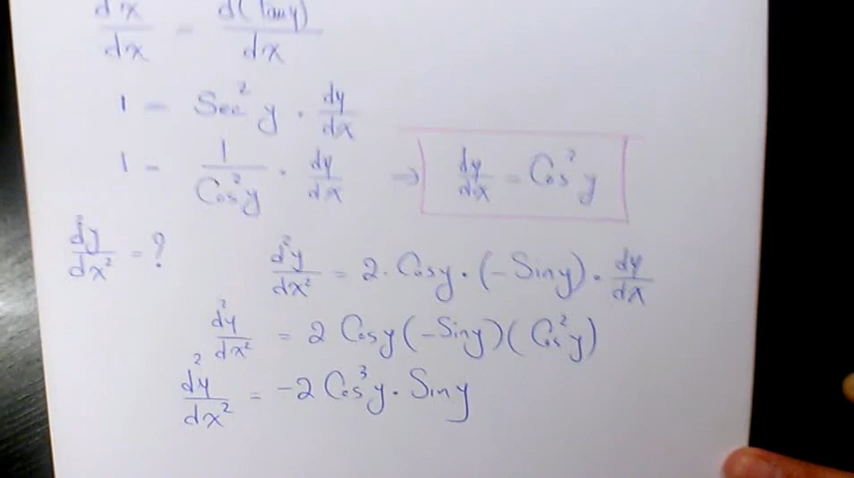 dx/dx = d(tan y)/dx
1 = Sec²y · dy/dx
1 = 1/Cos²y · dy/dx → dy/dx = Cos²y
d²y/dx² = ? d²y/dx² = 2 · Cosy · (-Siny) · dy/dx
d²y/dx² = 2 Cosy (-Siny)(Cos²y)
d²y/dx² = -2 Cos³y · Siny